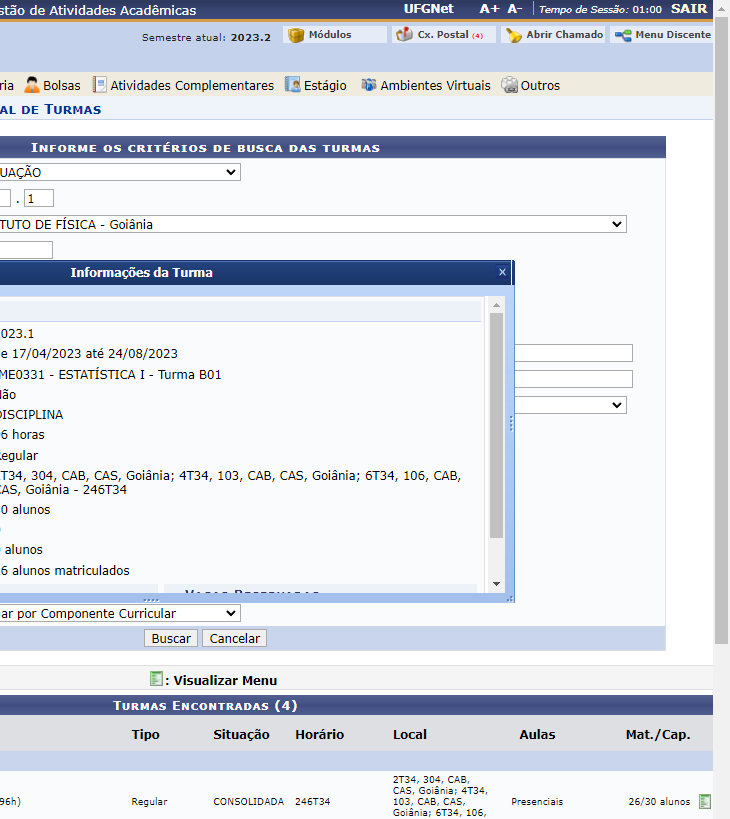 stão de Atividades Acadêmicas
UFGNet A+ A- Tempo de Sessão: 01:00 SAIR
Semestre atual: 2023.2 Módulos Cx. Postal (4) Abrir Chamado Menu Discente
ria Bolsas Atividades Complementares Estágio Ambientes Virtuais Outros
AL DE TURMAS
INFORME OS CRITÉRIOS DE BUSCA DAS TURMAS
UAÇÃO
. 1
TUTO DE FÍSICA - Goiânia
Informações da Turma
023.1
e 17/04/2023 até 24/08/2023
ME0331 - ESTATÍSTICA I - Turma B01
ão
DISCIPLINA
6 horas
egular
T34, 304, CAB, CAS, Goiânia; 4T34, 103, CAB, CAS, Goiânia; 6T34, 106, CAB,
CAS, Goiânia - 246T34
0 alunos
alunos
6 alunos matriculados
ar por Componente Curricular
Buscar Cancelar
: Visualizar Menu
TURMAS ENCONTRADAS (4)
Tipo Situação Horário Local Aulas Mat./Cap.
96h) Regular CONSOLIDADA 246T34
2T34, 304, CAB,
CAS, Goiânia; 4T34,
103, CAB, CAS,
Goiânia; 6T34, 106,
Presenciais 26/30 alunos